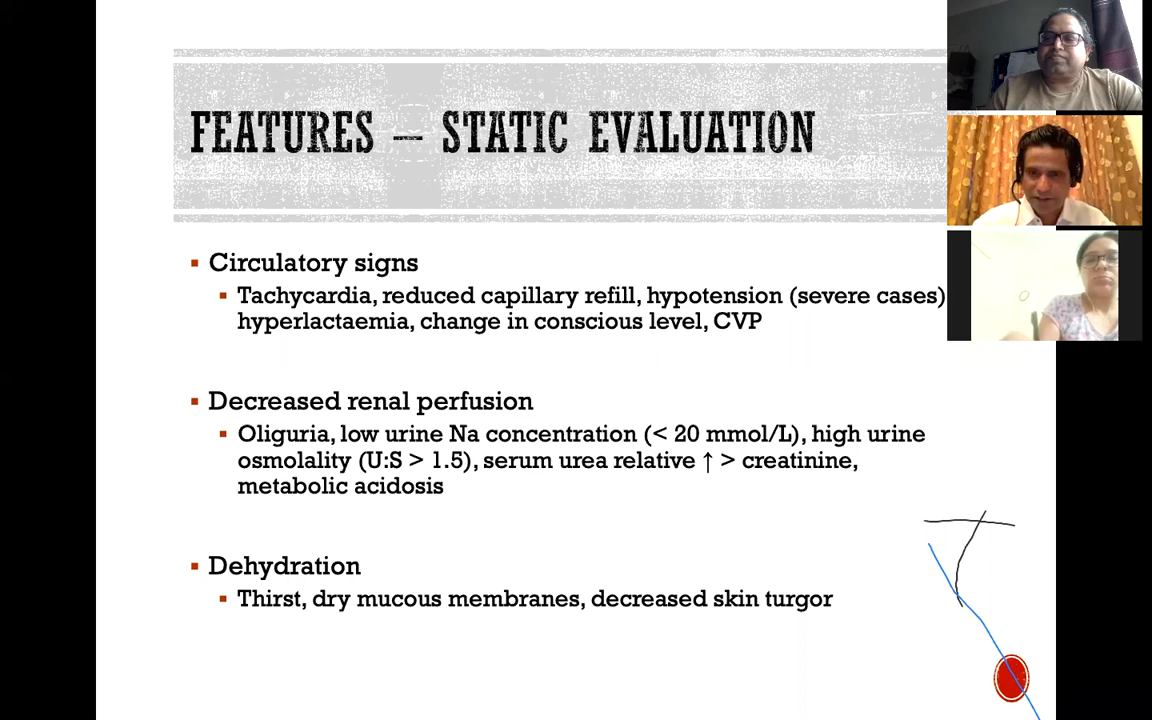 FEATURES – STATIC EVALUATION
▪ Circulatory signs
▪ Tachycardia, reduced capillary refill, hypotension (severe cases)
hyperlactaemia, change in conscious level, CVP
▪ Decreased renal perfusion
▪ Oliguria, low urine Na concentration (< 20 mmol/L), high urine
osmolality (U:S > 1.5), serum urea relative ↑ > creatinine,
metabolic acidosis
▪ Dehydration
▪ Thirst, dry mucous membranes, decreased skin turgor